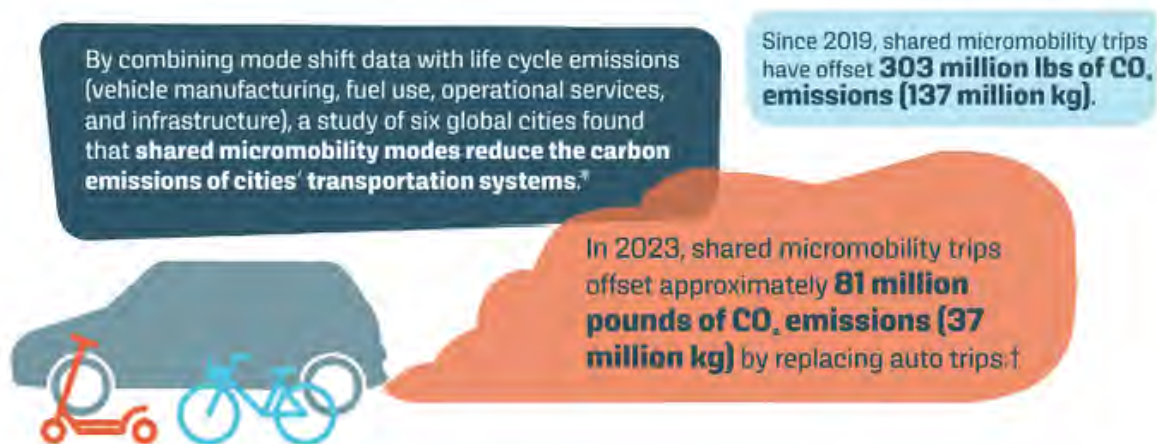 By combining mode shift data with life cycle emissions
(vehicle manufacturing, fuel use, operational services,
and infrastructure), a study of six global cities found
that shared micromobility modes reduce the carbon
emissions of cities' transportation systems.*
Since 2019, shared micromobility trips
have offset 303 million lbs of CO₂
emissions (137 million kg).
In 2023, shared micromobility trips
offset approximately 81 million
pounds of CO₂ emissions (37
million kg) by replacing auto trips.†